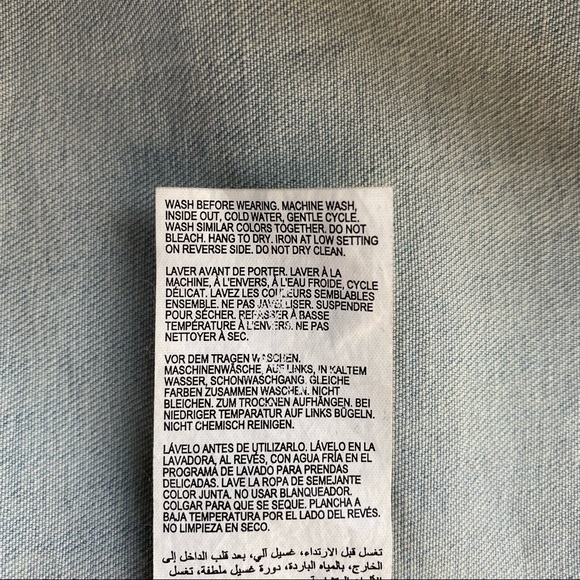 WASH BEFORE WEARING. MACHINE WASH,
INSIDE OUT, COLD WATER, GENTLE CYCLE.
WASH SIMILAR COLORS TOGETHER. DO NOT
BLEACH. HANG TO DRY. IRON AT LOW SETTING
ON REVERSE SIDE. DO NOT DRY CLEAN.
LAVER AVANT DE PORTER. LAVER À LA
MACHINE, À L'ENVERS, À L'EAU FROIDE, CYCLE
DÉLICAT. LAVEZ LES COULEURS SEMBLABLES
ENSEMBLE. NE PAS JAVELLISER. SUSPENDRE
POUR SÉCHER. REPASSER À BASSE
TEMPÉRATURE À L'ENVERS. NE PAS
NETTOYER À SEC.
VOR DEM TRAGEN WASCHEN.
MASCHINENWÄSCHE, AUF LINKS, IN KALTEM
WASSER, SCHONWASCHGANG. GLEICHE
FARBEN ZUSAMMEN WASCHEN. NICHT
BLEICHEN. ZUM TROCKNEN AUFHÄNGEN. BEI
NIEDRIGER TEMPARATUR AUF LINKS BÜGELN.
NICHT CHEMISCH REINIGEN.
LÁVELO ANTES DE UTILIZARLO. LÁVELO EN LA
LAVADORA, AL REVÉS, CON AGUA FRÍA EN EL
PROGRAMA DE LAVADO PARA PRENDAS
DELICADAS. LAVE LA ROPA DE SEMEJANTE
COLOR JUNTA. NO USAR BLANQUEADOR.
COLGAR PARA QUE SE SEQUE. PLANCHA A
BAJA TEMPERATURA POR EL LADO DEL REVÉS.
NO LIMPIEZA EN SECO.
تغسل قبل الارتداء، غسيل آلي، بعد قلب الداخل إلى
الخارج، بالمياه الباردة، دورة غسيل ملطفة، تغسل